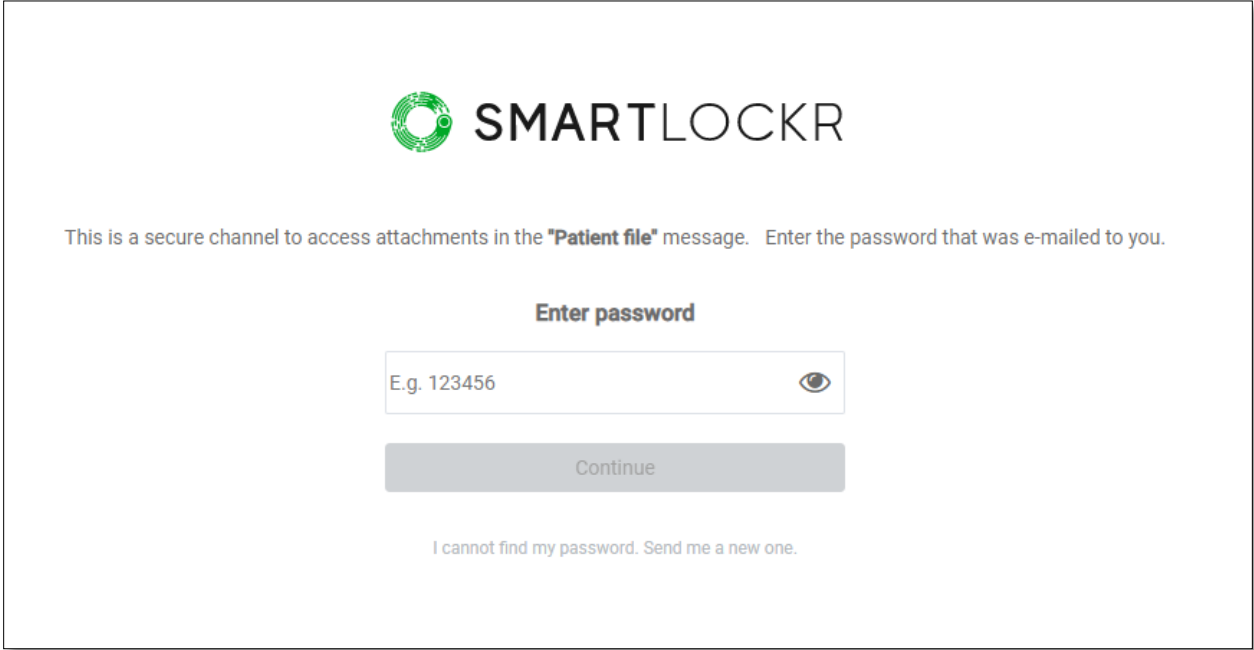 SMARTLOCKR
This is a secure channel to access attachments in the "Patient file" message. Enter the password that was e-mailed to you.
Enter password
E.g. 123456
Continue
I cannot find my password. Send me a new one.